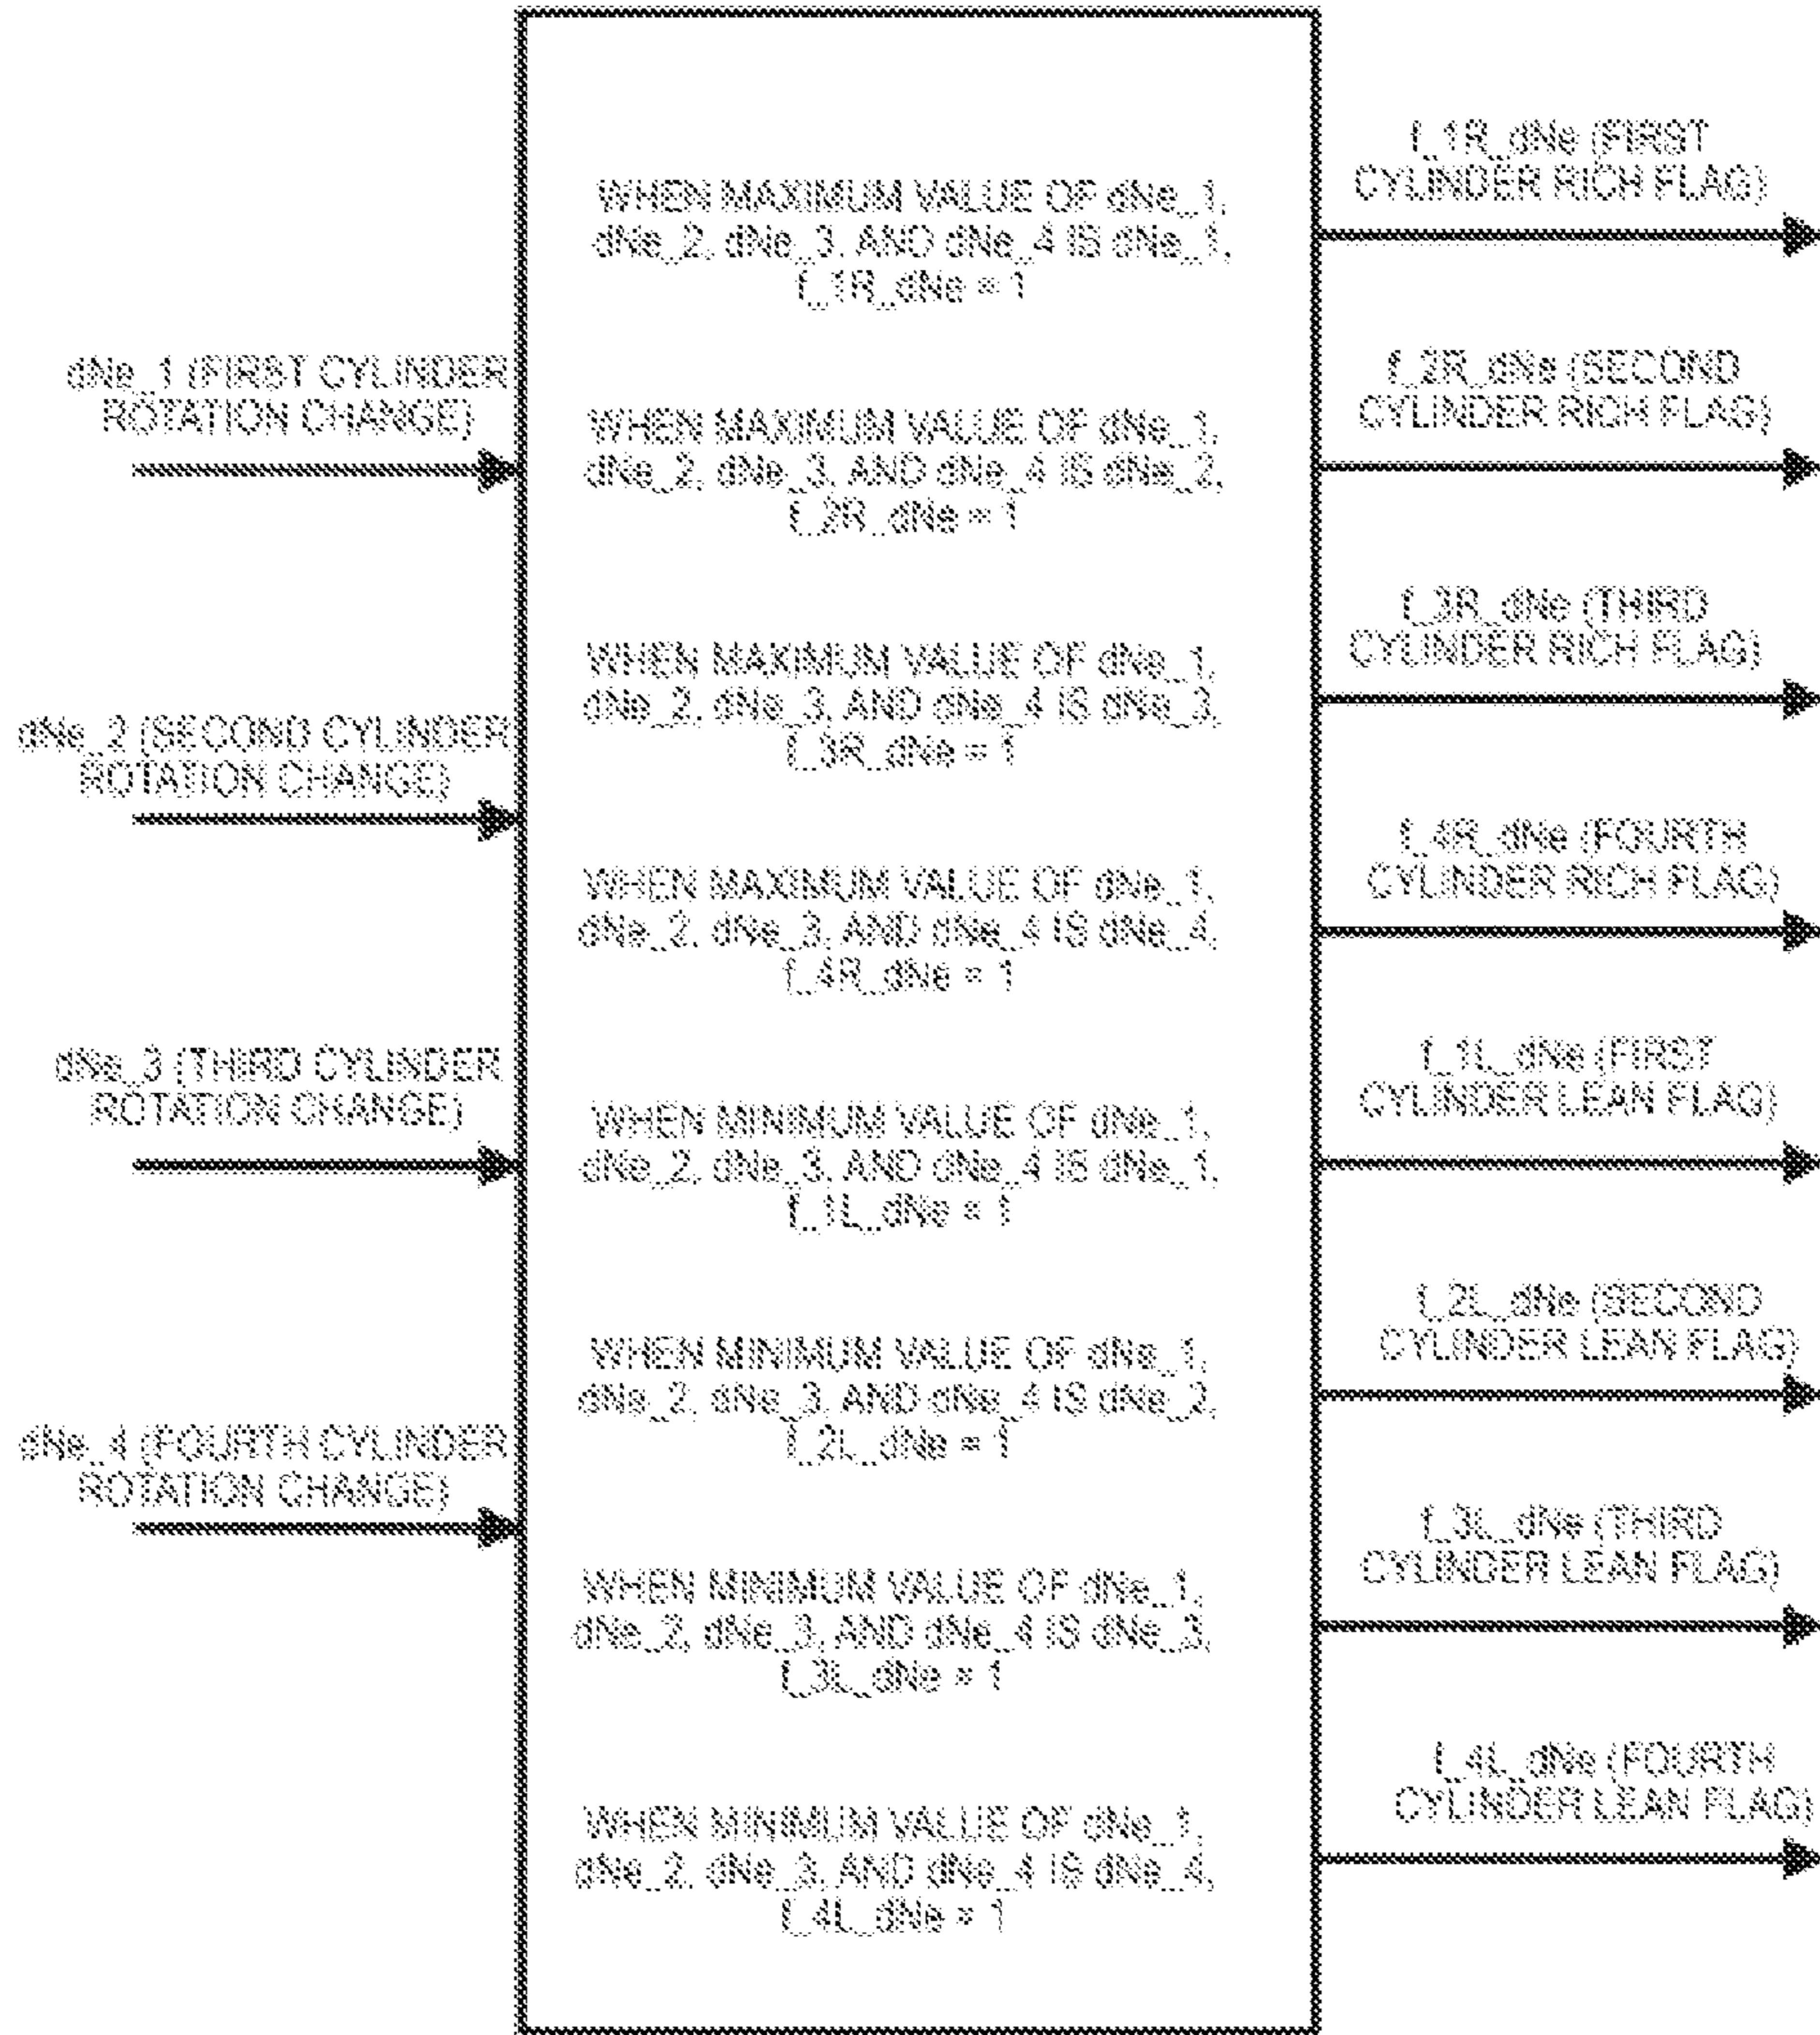 dNe_1 (FIRST CYLINDER
ROTATION CHANGE)
dNe_2 (SECOND CYLINDER
ROTATION CHANGE)
dNe_3 (THIRD CYLINDER
ROTATION CHANGE)
dNe_4 (FOURTH CYLINDER
ROTATION CHANGE)
WHEN MAXIMUM VALUE OF dNe_1,
dNe_2, dNe_3, AND dNe_4 IS dNe_1,
f_1R_dNe = 1
WHEN MAXIMUM VALUE OF dNe_1,
dNe_2, dNe_3, AND dNe_4 IS dNe_2,
f_2R_dNe = 1
WHEN MAXIMUM VALUE OF dNe_1,
dNe_2, dNe_3, AND dNe_4 IS dNe_3,
f_3R_dNe = 1
WHEN MAXIMUM VALUE OF dNe_1,
dNe_2, dNe_3, AND dNe_4 IS dNe_4,
f_4R_dNe = 1
WHEN MINIMUM VALUE OF dNe_1,
dNe_2, dNe_3, AND dNe_4 IS dNe_1,
f_1L_dNe = 1
WHEN MINIMUM VALUE OF dNe_1,
dNe_2, dNe_3, AND dNe_4 IS dNe_2,
f_2L_dNe = 1
WHEN MINIMUM VALUE OF dNe_1,
dNe_2, dNe_3, AND dNe_4 IS dNe_3,
f_3L_dNe = 1
WHEN MINIMUM VALUE OF dNe_1,
dNe_2, dNe_3, AND dNe_4 IS dNe_4,
f_4L_dNe = 1
f_1R_dNe (FIRST
CYLINDER RICH FLAG)
f_2R_dNe (SECOND
CYLINDER RICH FLAG)
f_3R_dNe (THIRD
CYLINDER RICH FLAG)
f_4R_dNe (FOURTH
CYLINDER RICH FLAG)
f_1L_dNe (FIRST
CYLINDER LEAN FLAG)
f_2L_dNe (SECOND
CYLINDER LEAN FLAG)
f_3L_dNe (THIRD
CYLINDER LEAN FLAG)
f_4L_dNe (FOURTH
CYLINDER LEAN FLAG)